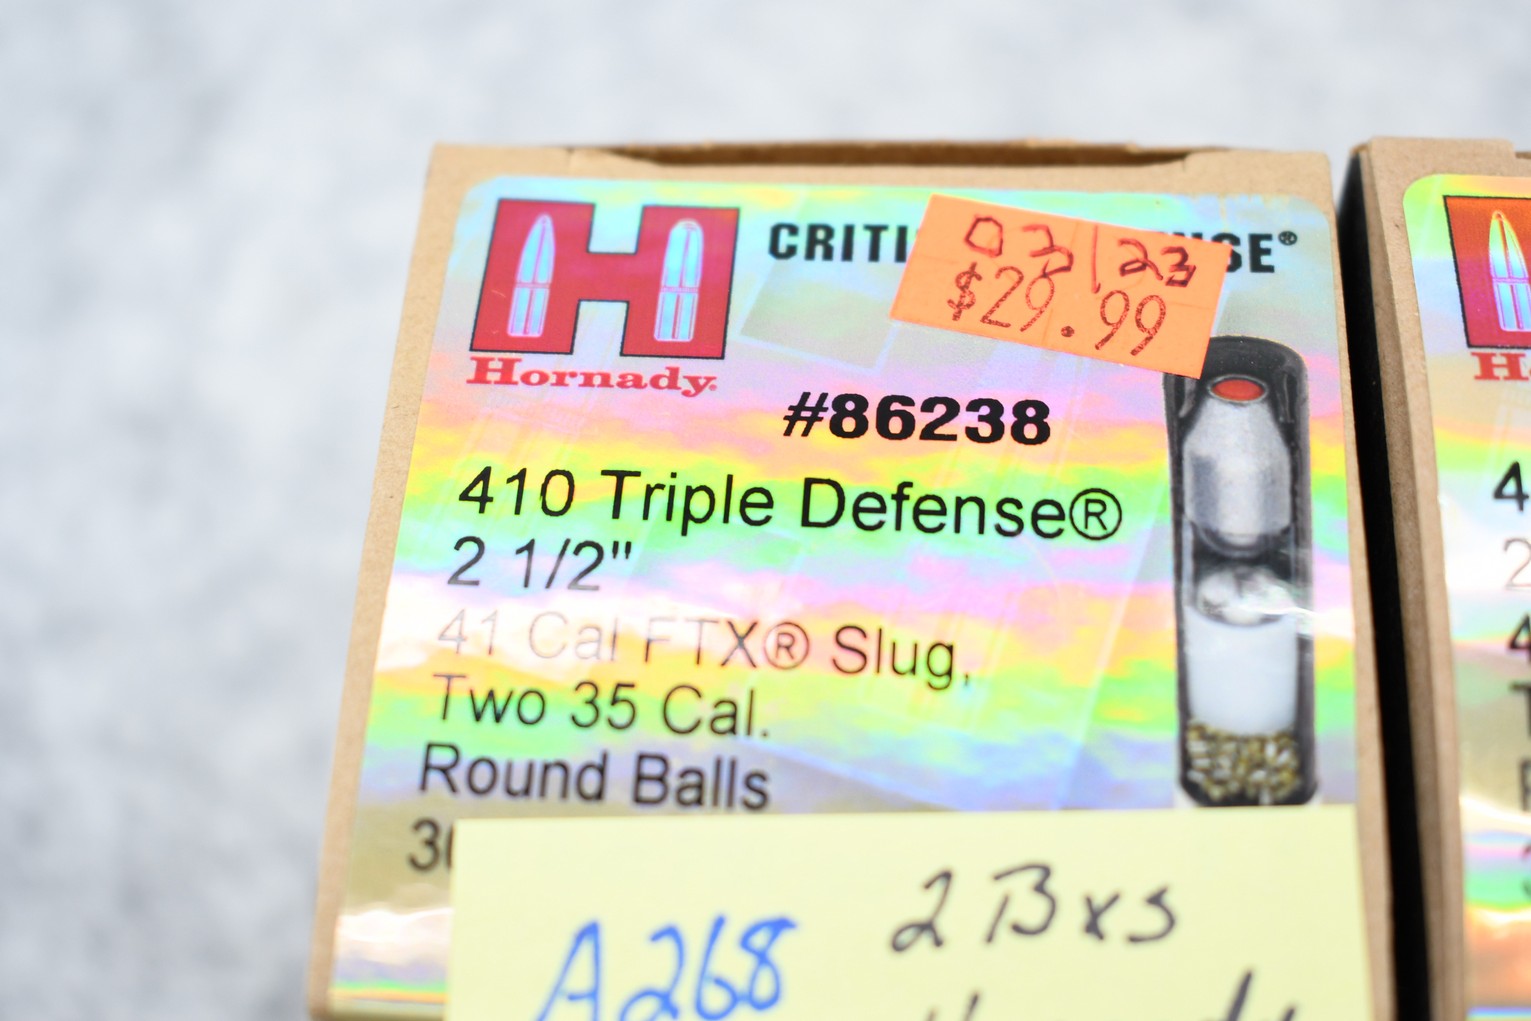 CRITI
NSE®
02/23
$29.99
Hornady
#86238
410 Triple Defense®
2 1/2"
41 Cal FTX® Slug,
Two 35 Cal.
Round Balls
A268
2 Bxs